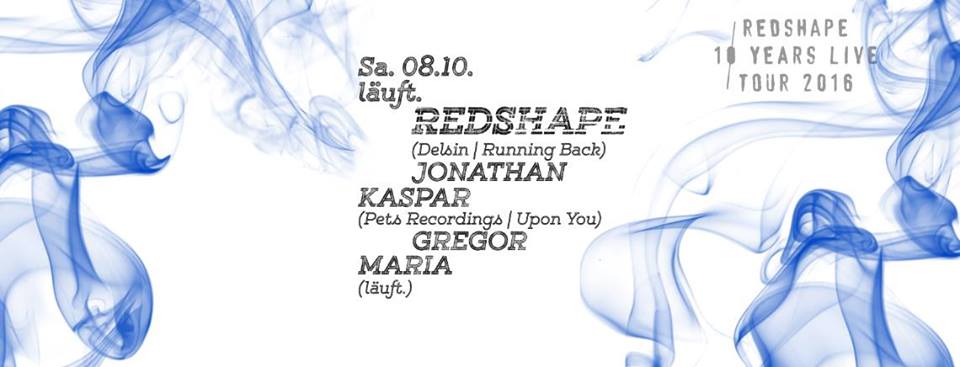 Sa. 08.10.
läuft.
REDSHAPE
(Delsin | Running Back)
JONATHAN
KASPAR
(Pets Recordings | Upon You)
GREGOR
MARIA
(läuft.)
REDSHAPE
10 YEARS LIVE
TOUR 2016